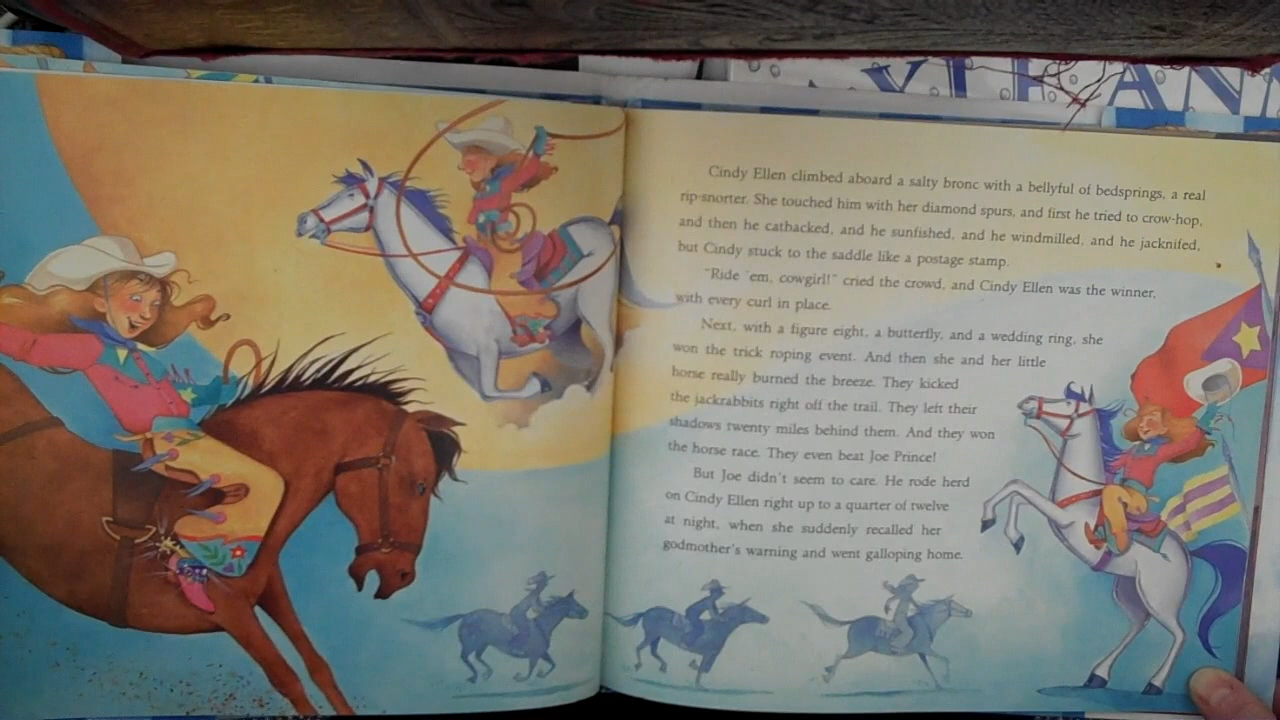 Cindy Ellen climbed aboard a salty bronc with a bellyful of bedsprings, a real
rip-snorter. She touched him with her diamond spurs, and first he tried to crow-hop,
and then he catbacked, and he sunfished, and he windmilled, and he jacknifed,
but Cindy stuck to the saddle like a postage stamp.
"Ride 'em, cowgirl!" cried the crowd, and Cindy Ellen was the winner,
with every curl in place.
Next, with a figure eight, a butterfly, and a wedding ring, she
won the trick roping event. And then she and her little
horse really burned the breeze. They kicked
the jackrabbits right off the trail. They left their
shadows twenty miles behind them. And they won
the horse race. They even beat Joe Prince!
But Joe didn't seem to care. He rode herd
on Cindy Ellen right up to a quarter of twelve
at night, when she suddenly recalled her
godmother's warning and went galloping home.